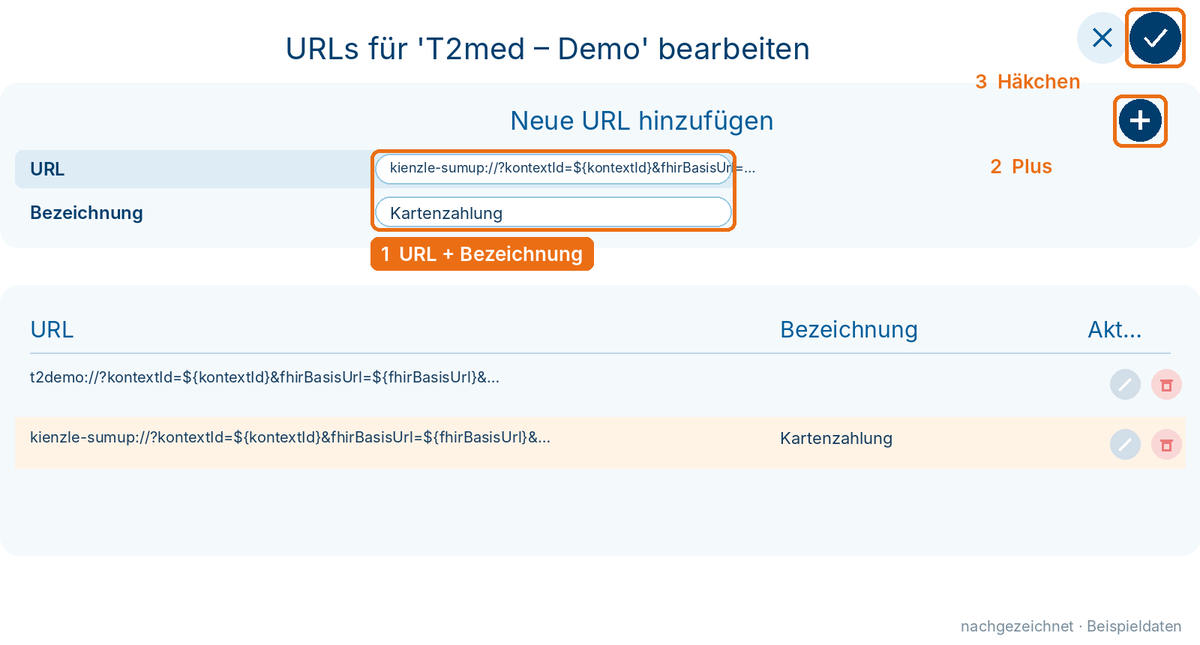 URLs für 'T2med – Demo' bearbeiten
3 Häkchen
Neue URL hinzufügen
URL
kienzle-sumup://?kontextId=${kontextId}&fhirBasisUrl=...
2 Plus
Bezeichnung
Kartenzahlung
1 URL + Bezeichnung
URL Bezeichnung Akt...
t2demo://?kontextId=${kontextId}&fhirBasisUrl=${fhirBasisUrl}&...
kienzle-sumup://?kontextId=${kontextId}&fhirBasisUrl=${fhirBasisUrl}&...
Kartenzahlung
nachgezeichnet · Beispieldaten